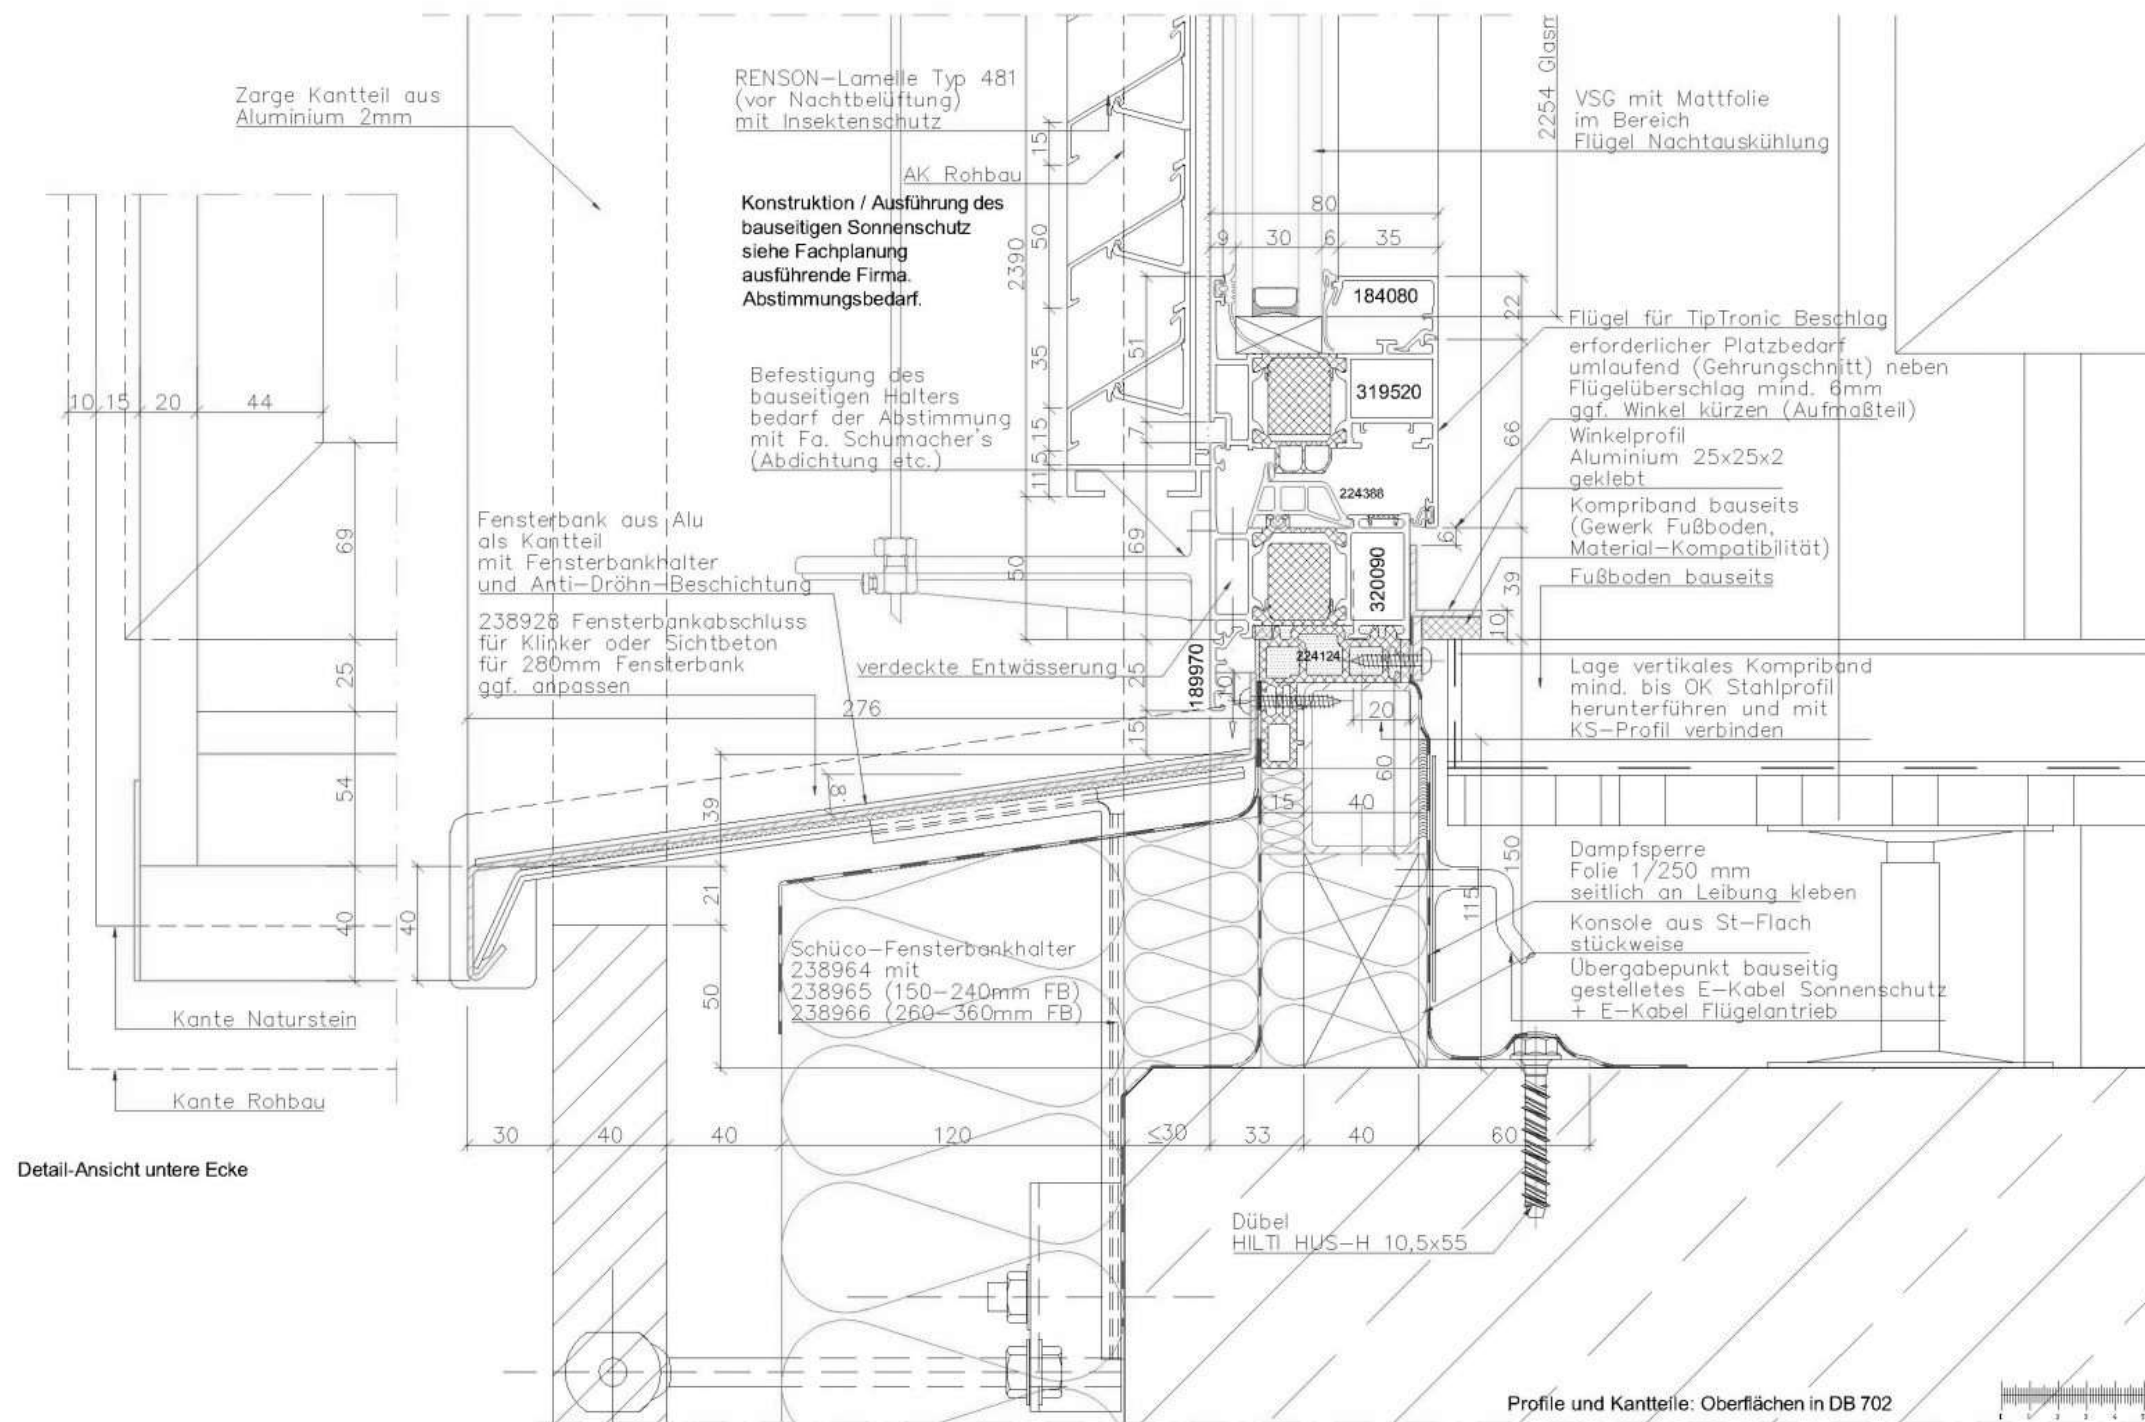 Zarge Kantteil aus
Aluminium 2mm
RENSON-Lamelle Typ 481
(vor Nachtbelüftung)
mit Insektenschutz
AK Rohbau
Konstruktion / Ausführung des
bauseitigen Sonnenschutz
siehe Fachplanung
ausführende Firma.
Abstimmungsbedarf.
Befestigung des
bauseitigen Halters
bedarf der Abstimmung
mit Fa. Schumacher's
(Abdichtung etc.)
Fensterbank aus Alu
als Kantteil
mit Fensterbankhalter
und Anti-Dröhn-Beschichtung
238928 Fensterbankabschluss
für Klinker oder Sichtbeton
für 280mm Fensterbank
ggf. anpassen
verdeckte Entwässerung
276
Schüco-Fensterbankhalter
238964 mit
238965 (150-240mm FB)
238966 (260-360mm FB)
2254 Glasm
VSG mit Mattfolie
im Bereich
Flügel Nachtauskühlung
Flügel für TipTronic Beschlag
erforderlicher Platzbedarf
umlaufend (Gehrungschnitt) neben
Flügelüberschlag mind. 6mm
ggf. Winkel kürzen (Aufmaßteil)
Winkelprofil
Aluminium 25x25x2
geklebt
Kompriband bauseits
(Gewerk Fußboden,
Material-Kompatibilität)
Fußboden bauseits
Lage vertikales Kompriband
mind. bis OK Stahlprofil
herunterführen und mit
KS-Profil verbinden
Dampfsperre
Folie 1/250 mm
seitlich an Leibung kleben
Konsole aus St-Flach
stückweise
Übergabepunkt bauseitig
gestelletes E-Kabel Sonnenschutz
+ E-Kabel Flügelantrieb
Dübel
HILTI HUS-H 10,5x55
80
9 30 6 35
184080
319520
224388
320090
224124
189970
22
66
39
6
10
150
115
20
60
15 40
2390
50
15
50
35
15
15
1
51
7
69
25
15
10
8
39
21
50
10 15 20 44
69
25
54
40
40
30 40 40 120 ≤30 33 40 60
Kante Naturstein
Kante Rohbau
Detail-Ansicht untere Ecke
Profile und Kantteile: Oberflächen in DB 702